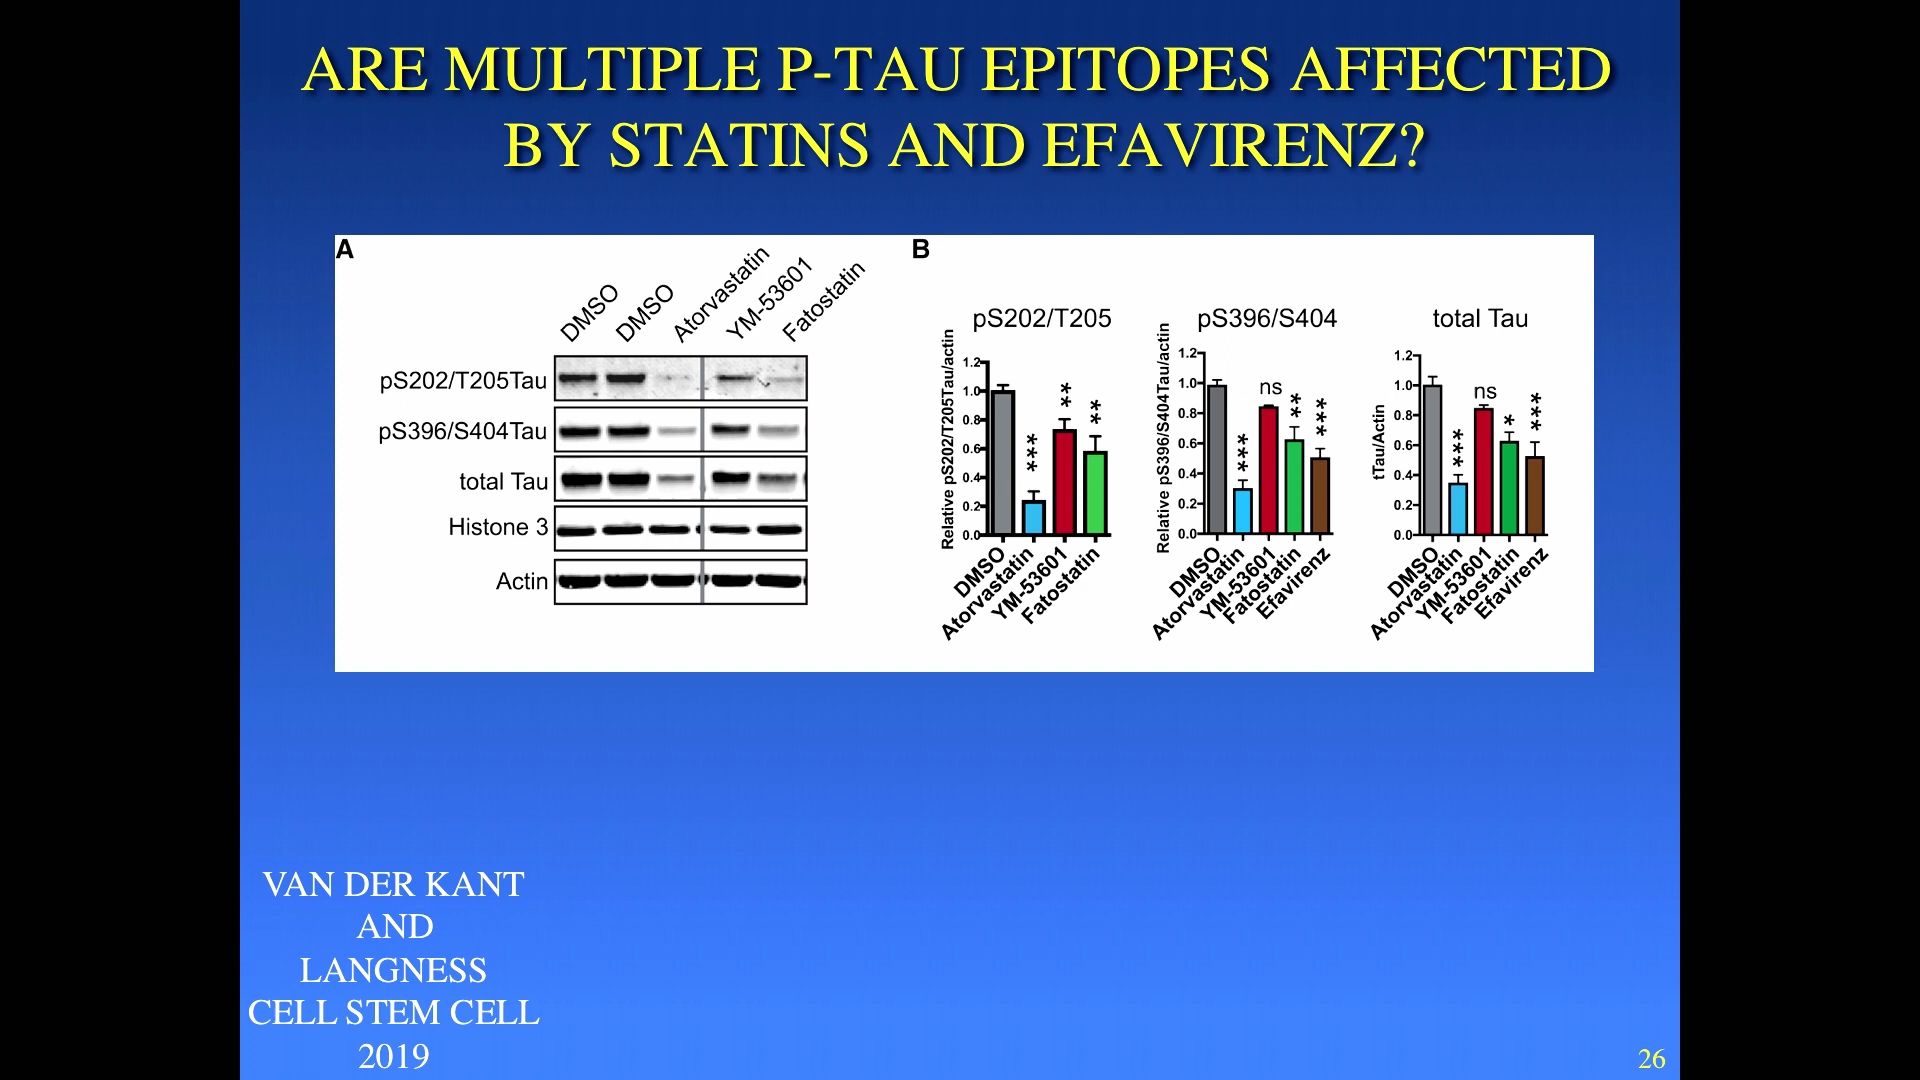 ARE MULTIPLE P-TAU EPITOPES AFFECTED
BY STATINS AND EFAVIRENZ?
A
DMSO
DMSO
Atorvastatin
YM-53601
Fatostatin
pS202/T205Tau
pS396/S404Tau
total Tau
Histone 3
Actin
B
pS202/T205
Relative pS202/T205Tau/actin
1.2
1.0
0.8
0.6
0.4
0.2
0.0
***
**
**
DMSO
Atorvastatin
YM-53601
Fatostatin
pS396/S404
Relative pS396/S404Tau/actin
1.2
1.0
0.8
0.6
0.4
0.2
0.0
***
ns
**
***
DMSO
Atorvastatin
YM-53601
Fatostatin
Efavirenz
total Tau
tTau/Actin
1.2
1.0
0.8
0.6
0.4
0.2
0.0
***
ns
*
***
DMSO
Atorvastatin
YM-53601
Fatostatin
Efavirenz
VAN DER KANT
AND
LANGNESS
CELL STEM CELL
2019
26